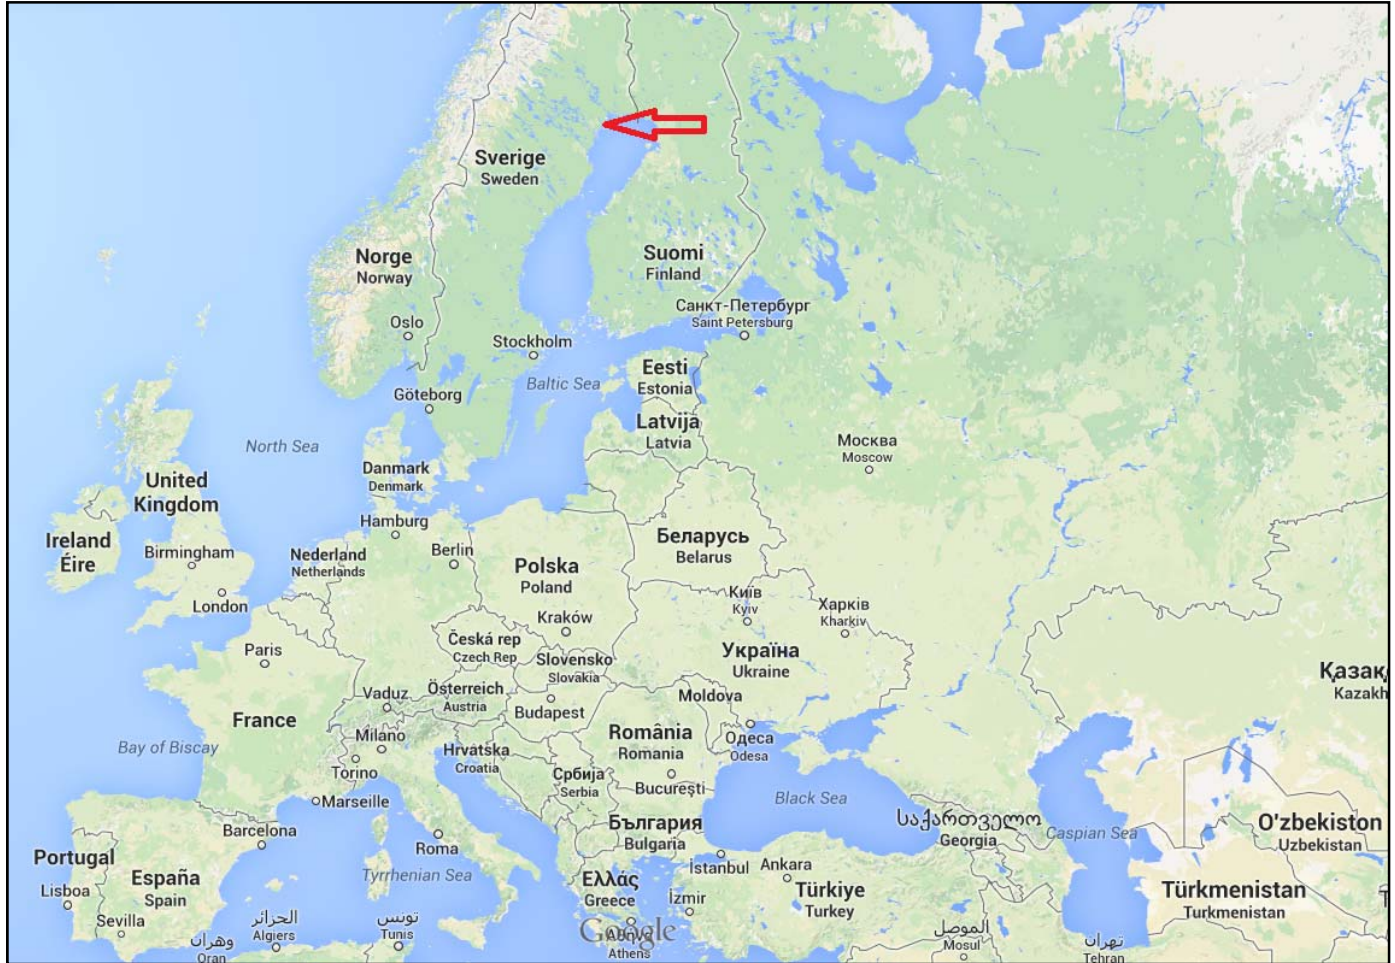 Sverige
Sweden
Norge
Norway
Suomi
Finland
Санкт-Петербург
Saint Petersburg
Oslo
Stockholm
Eesti
Estonia
Baltic Sea
Göteborg
Latvija
Latvia
Москва
Moscow
North Sea
Danmark
Denmark
United
Kingdom
Hamburg
Беларусь
Belarus
Ireland
Éire
Birmingham
Nederland
Netherlands
Berlin
Polska
Poland
London
Київ
Kyiv
Харків
Kharkiv
Kraków
Česká rep
Czech Rep
Paris
Slovensko
Slovakia
Україна
Ukraine
Қазақ
Kazakh
Vaduz
Österreich
Austria
Moldova
Budapest
France
Milano
România
Romania
Одеса
Odesa
Bay of Biscay
Hrvatska
Croatia
Torino
Србија
Serbia
București
Marseille
Black Sea
България
Bulgaria
საქართველო
Georgia
Caspian Sea
O'zbekiston
Uzbekistan
Barcelona
Roma
Portugal
España
Spain
Tyrrhenian Sea
İstanbul
Ankara
Ελλάς
Greece
İzmir
Türkiye
Turkey
Türkmenistan
Turkmenistan
Lisboa
Sevilla
الجزائر
Algiers
تونس
Tunis
وهران
Oran
Google
Athens
الموصل
Mosul
تهران
Tehran